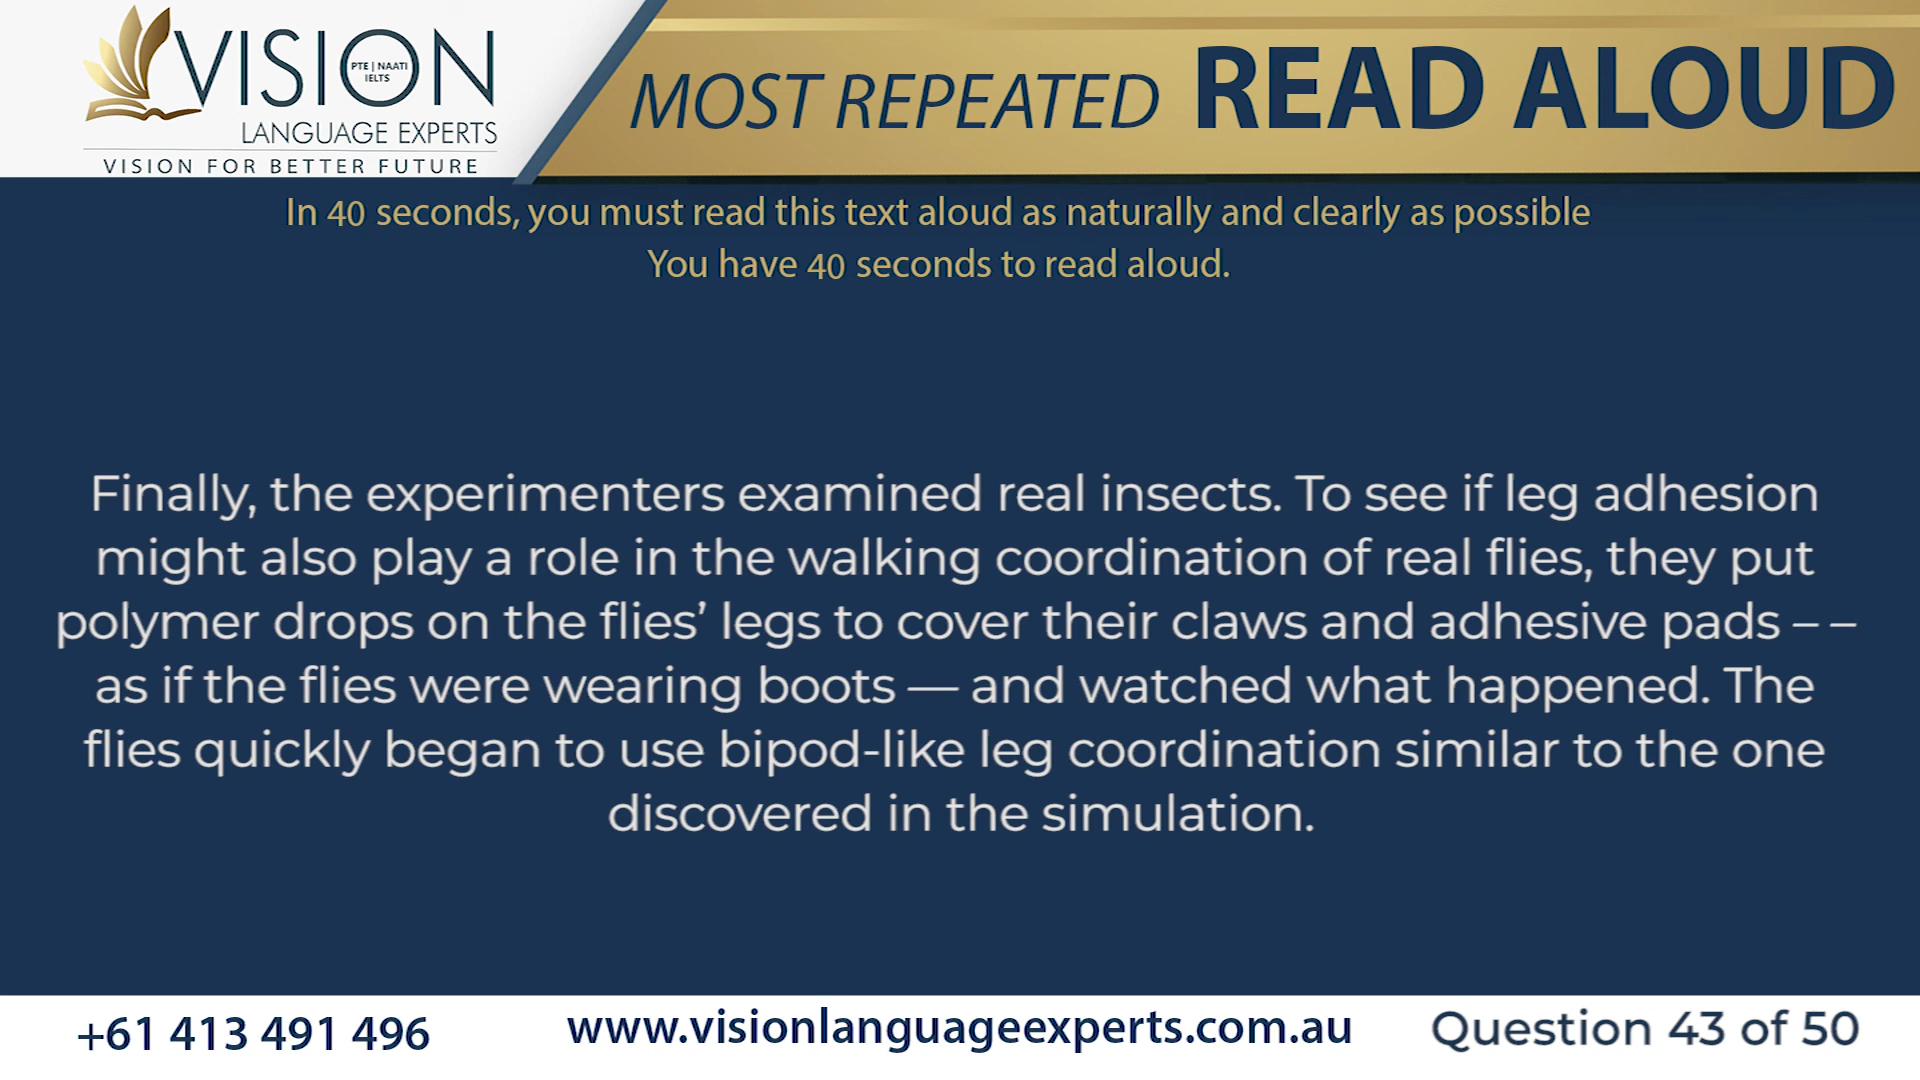 VISION
PTE | NAATI
IELTS
LANGUAGE EXPERTS
VISION FOR BETTER FUTURE
MOST REPEATED READ ALOUD
In 40 seconds, you must read this text aloud as naturally and clearly as possible
You have 40 seconds to read aloud.
Finally, the experimenters examined real insects. To see if leg adhesion
might also play a role in the walking coordination of real flies, they put
polymer drops on the flies’ legs to cover their claws and adhesive pads – –
as if the flies were wearing boots — and watched what happened. The
flies quickly began to use bipod-like leg coordination similar to the one
discovered in the simulation.
+61 413 491 496
www.visionlanguageexperts.com.au
Question 43 of 50